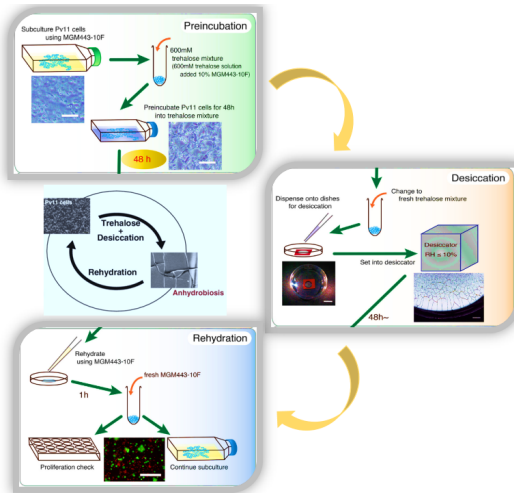 Preincubation
Subculture Pv11 cells
using MGM443-10F
600mM
trehalose mixture
(600mM trehalose solution
added 10% MGM443-10F)
Preincubate Pv11 cells for 48h
into trehalose mixture
48 h
Pv11 cells
Trehalose
+
Desiccation
Rehydration
Anhydrobiosis
Desiccation
Change to
fresh trehalose mixture
Dispense onto dishes
for desiccation
Desiccator
RH ≤ 10%
Set into desiccator
48h~
Rehydration
Rehydrate
using MGM443-10F
1h
fresh MGM443-10F
Proliferation check
Continue subculture